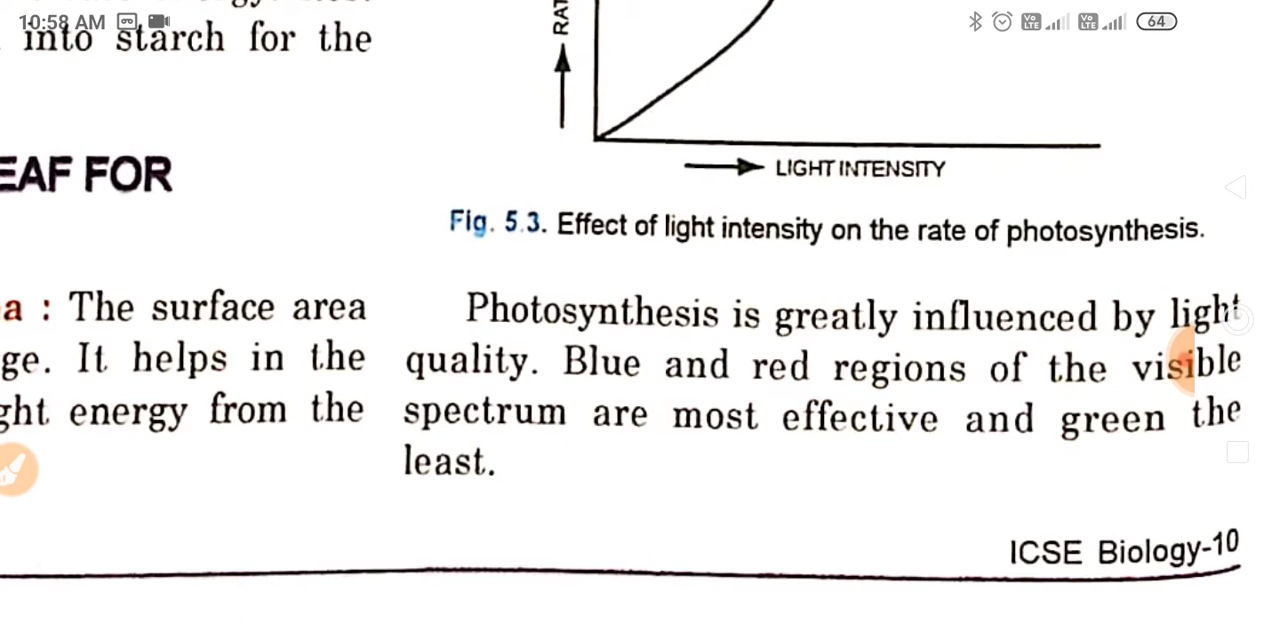 10:58 AM
64
into starch for the
RAT
LIGHT INTENSITY
EAF FOR
Fig. 5.3. Effect of light intensity on the rate of photosynthesis.
a : The surface area
ge. It helps in the
ght energy from the
Photosynthesis is greatly influenced by light
quality. Blue and red regions of the visible
spectrum are most effective and green the
least.
ICSE Biology-10